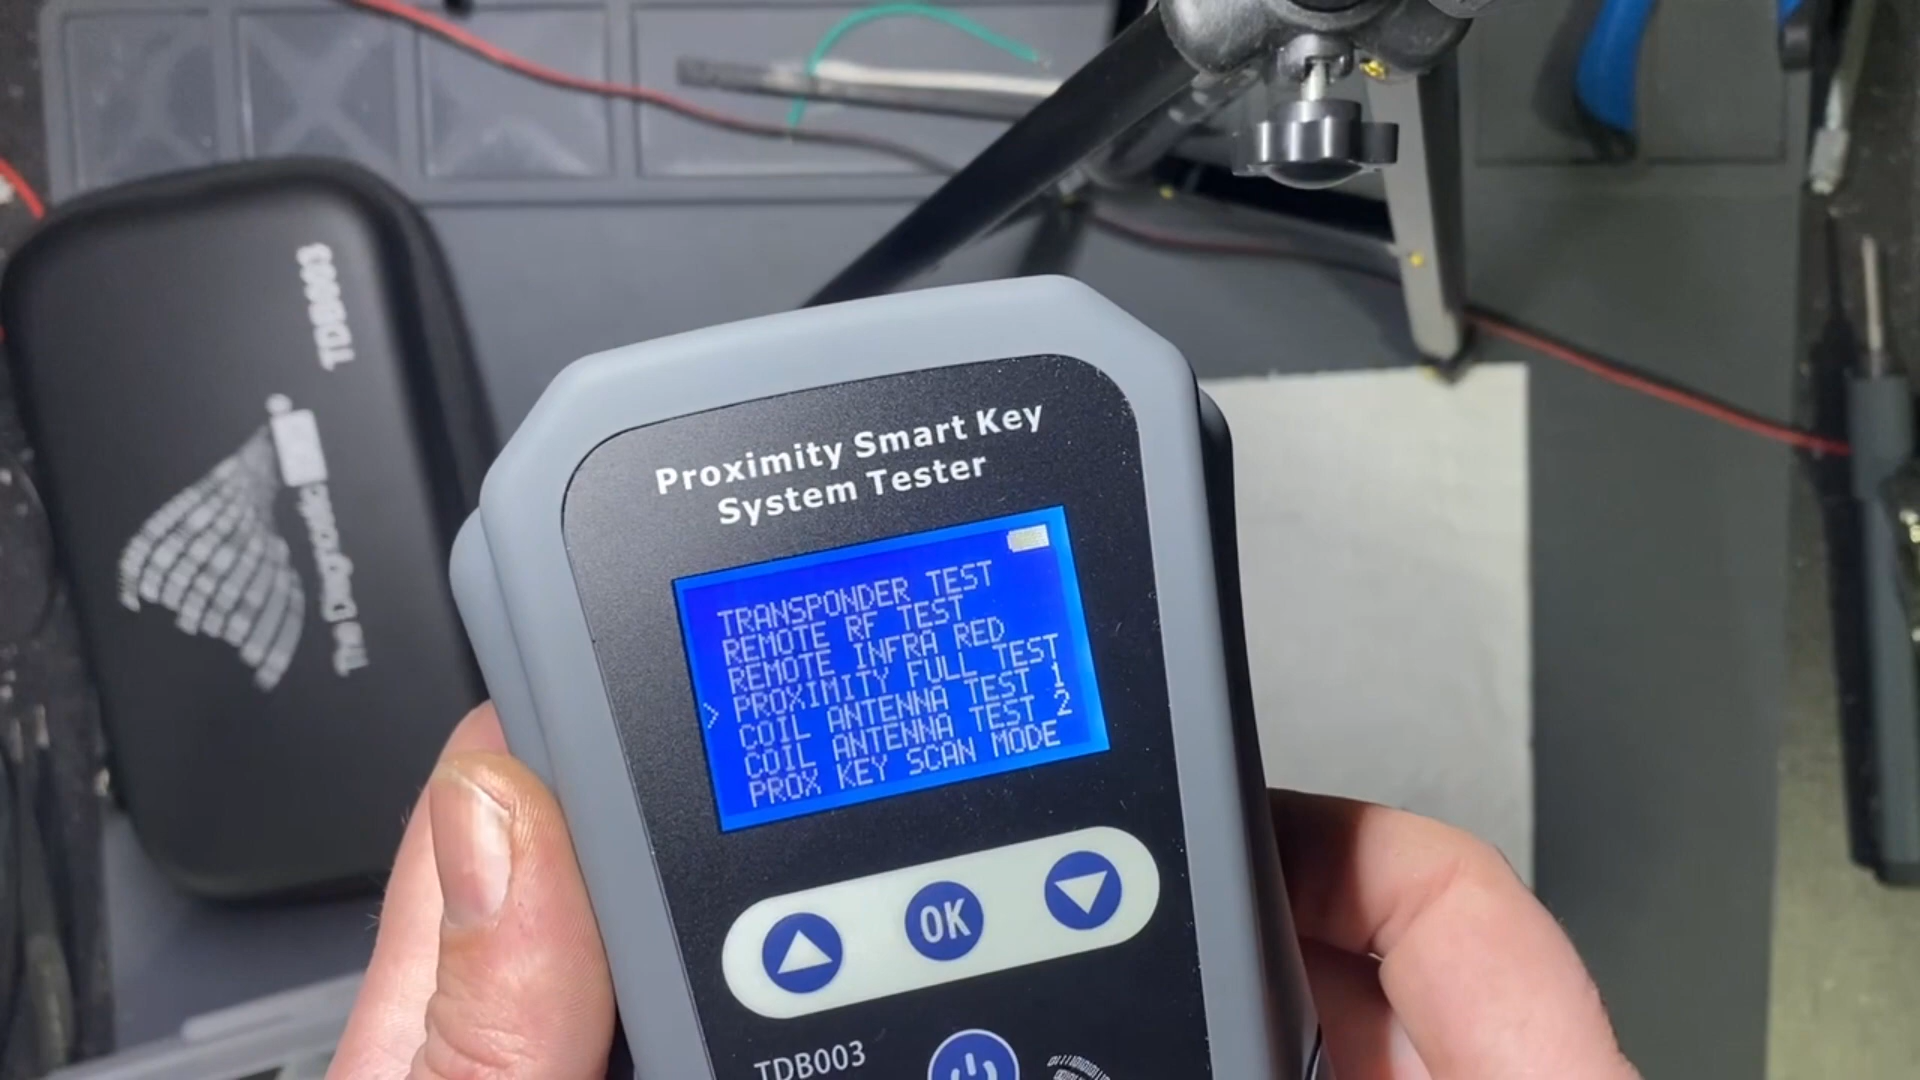 TDB003
The Diagnostic
Proximity Smart Key
System Tester
TRANSPONDER TEST
REMOTE RF TEST
REMOTE INFRA RED
> PROXIMITY FULL TEST
COIL ANTENNA TEST 1
COIL ANTENNA TEST 2
PROX KEY SCAN MODE
OK
TDB003